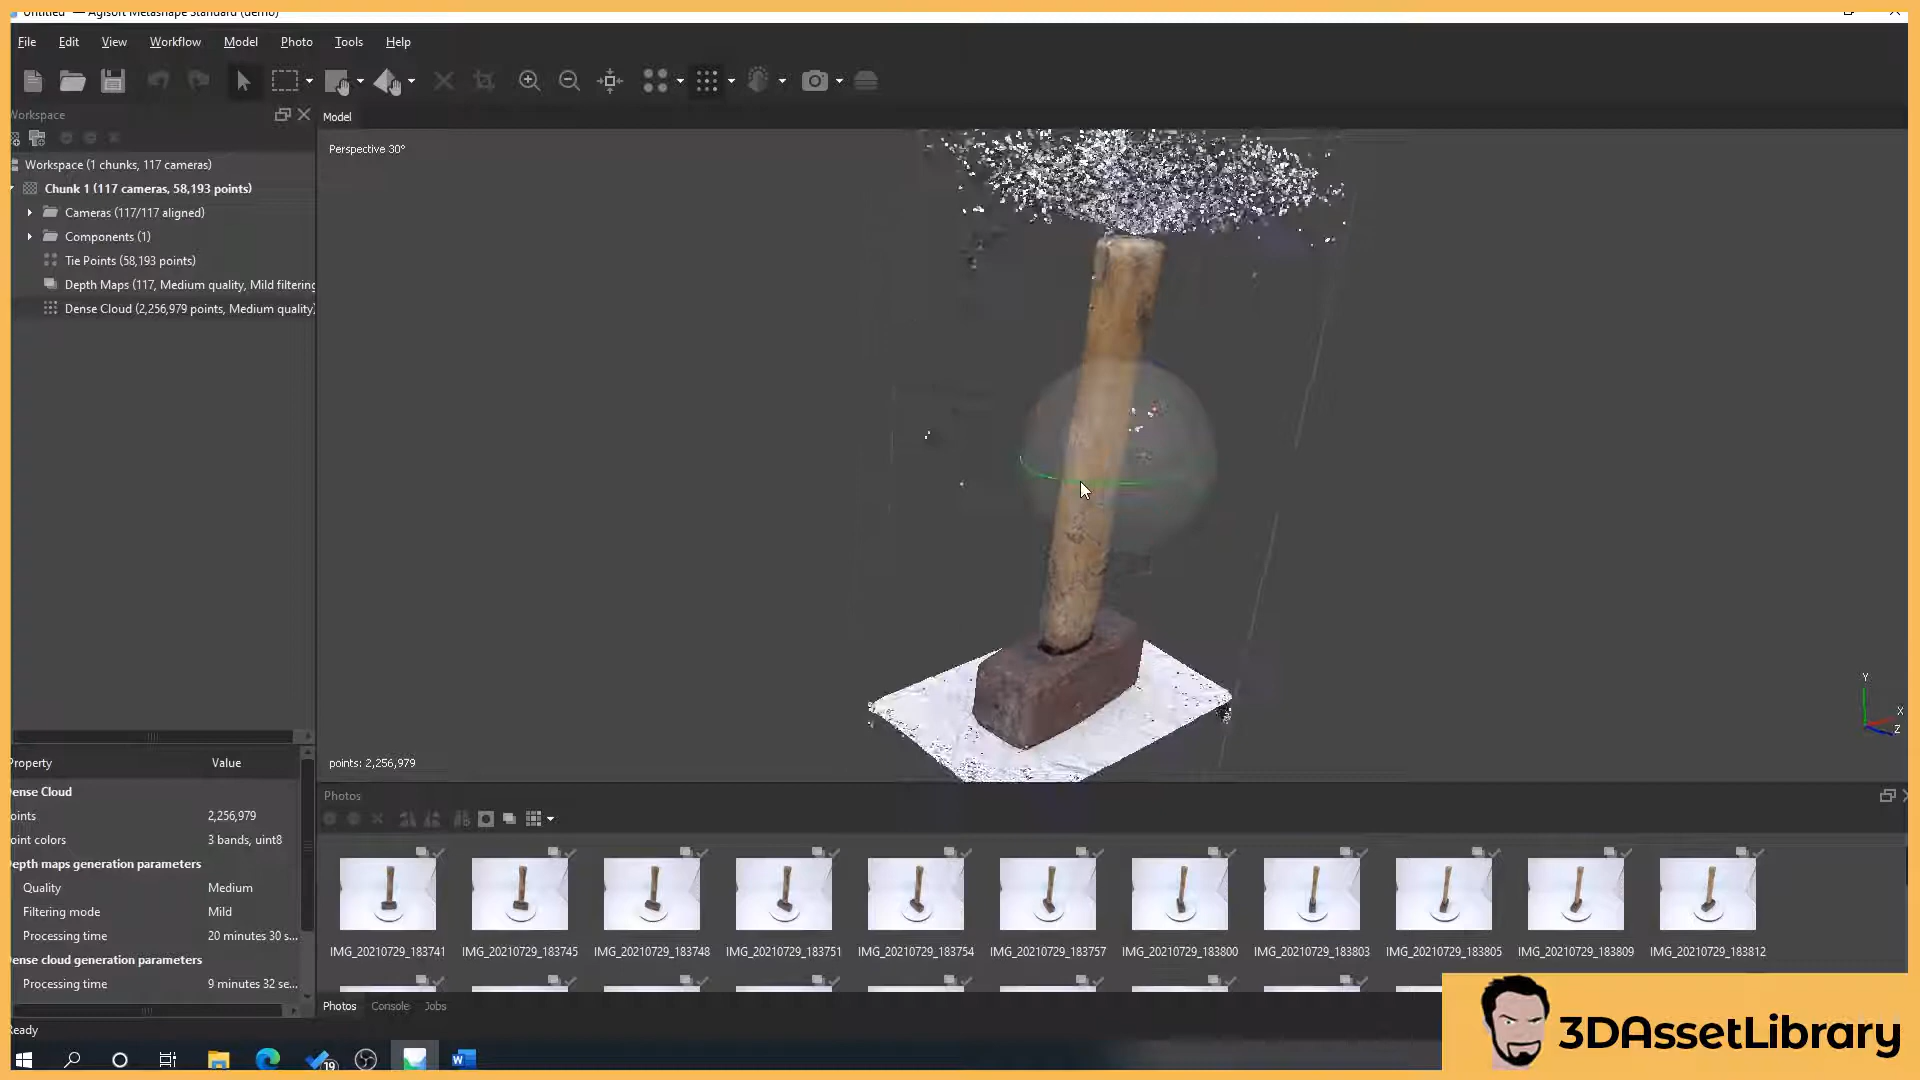 Untitled — Agisoft Metashape Standard (demo)
File Edit View Workflow Model Photo Tools Help
Workspace
Model
Perspective 30°
Workspace (1 chunks, 117 cameras)
Chunk 1 (117 cameras, 58,193 points)
Cameras (117/117 aligned)
Components (1)
Tie Points (58,193 points)
Depth Maps (117, Medium quality, Mild filtering
Dense Cloud (2,256,979 points, Medium quality)
Y
X
Z
points: 2,256,979
Property Value
Dense Cloud
Points 2,256,979
Point colors 3 bands, uint8
Depth maps generation parameters
Quality Medium
Filtering mode Mild
Processing time 20 minutes 30 s...
Dense cloud generation parameters
Processing time 9 minutes 32 se...
Photos
IMG_20210729_183741 IMG_20210729_183745 IMG_20210729_183748 IMG_20210729_183751 IMG_20210729_183754 IMG_20210729_183757 IMG_20210729_183800 IMG_20210729_183803 IMG_20210729_183805 IMG_20210729_183809 IMG_20210729_183812
Photos Console Jobs
Ready
19
W
3DAssetLibrary